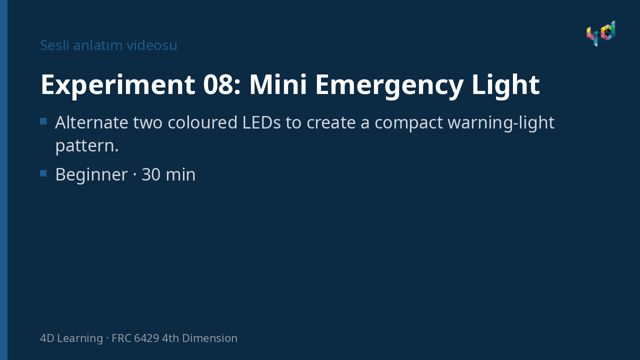 Sesli anlatım videosu
Experiment 08: Mini Emergency Light
Alternate two coloured LEDs to create a compact warning-light
pattern.
Beginner · 30 min
4D Learning · FRC 6429 4th Dimension
4d